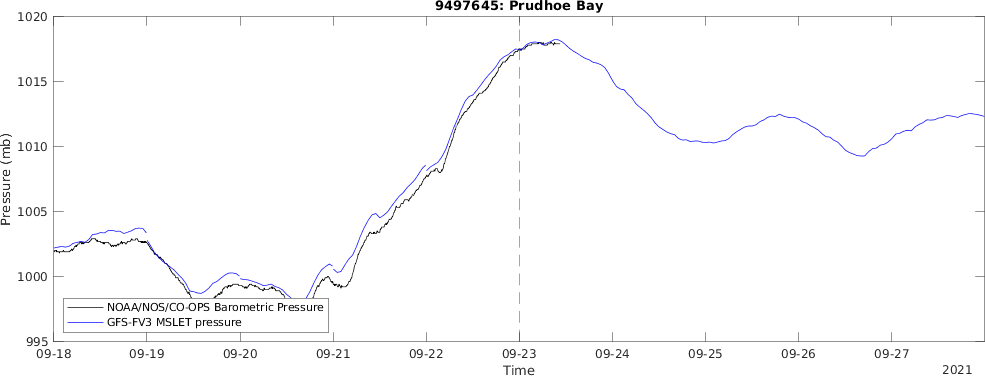 9497645: Prudhoe Bay
1020
1015
1010
1005
1000
995
Pressure (mb)
NOAA/NOS/CO-OPS Barometric Pressure
GFS-FV3 MSLET pressure
09-18 09-19 09-20 09-21 09-22 09-23 09-24 09-25 09-26 09-27
Time
2021